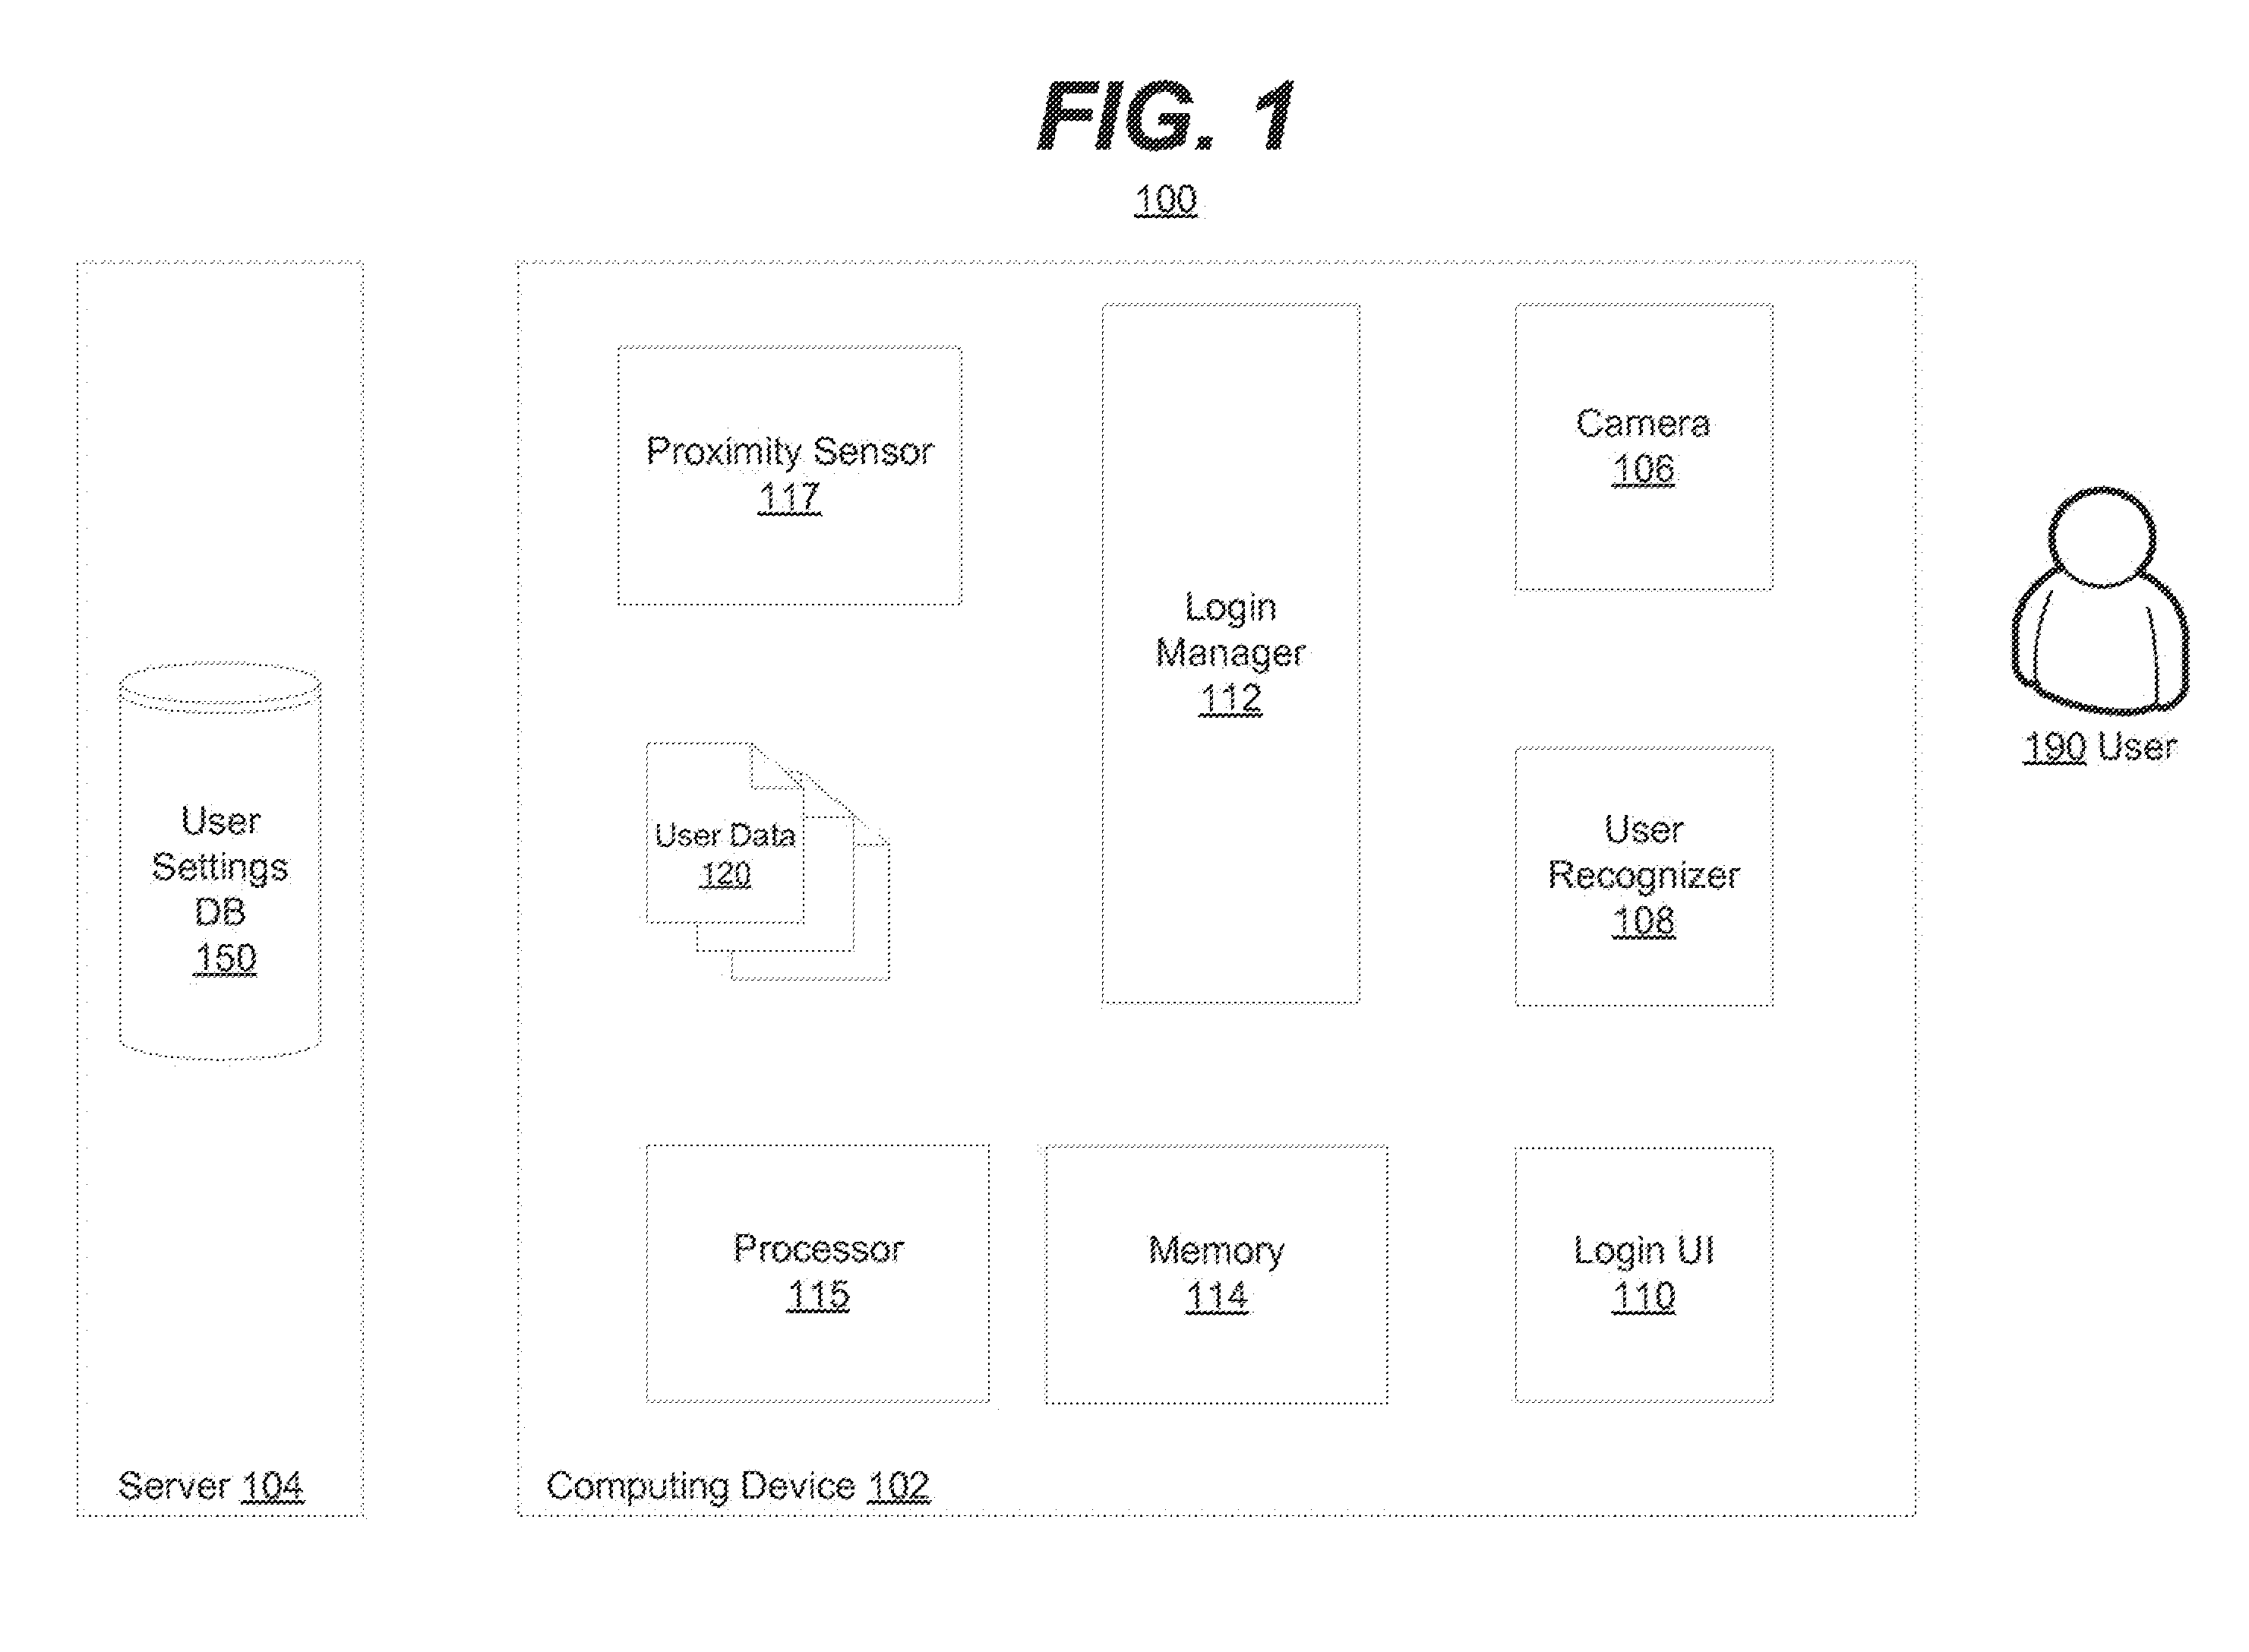 FIG. 1
100
Proximity Sensor
117
Login
Manager
112
Camera
106
190 User
User Data
120
User
Recognizer
108
User
Settings
DB
150
Processor
115
Memory
114
Login UI
110
Server 104
Computing Device 102